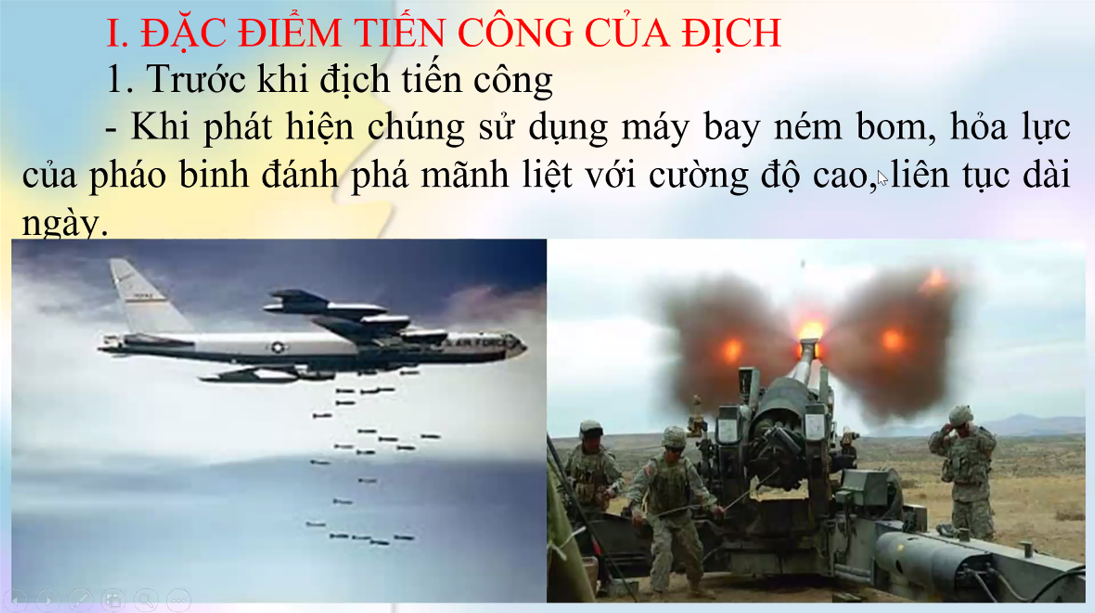 I. ĐẶC ĐIỂM TIẾN CÔNG CỦA ĐỊCH
1. Trước khi địch tiến công
- Khi phát hiện chúng sử dụng máy bay ném bom, hỏa lực
của pháo binh đánh phá mãnh liệt với cường độ cao, liên tục dài
ngày.
U.S. AIR FORCE